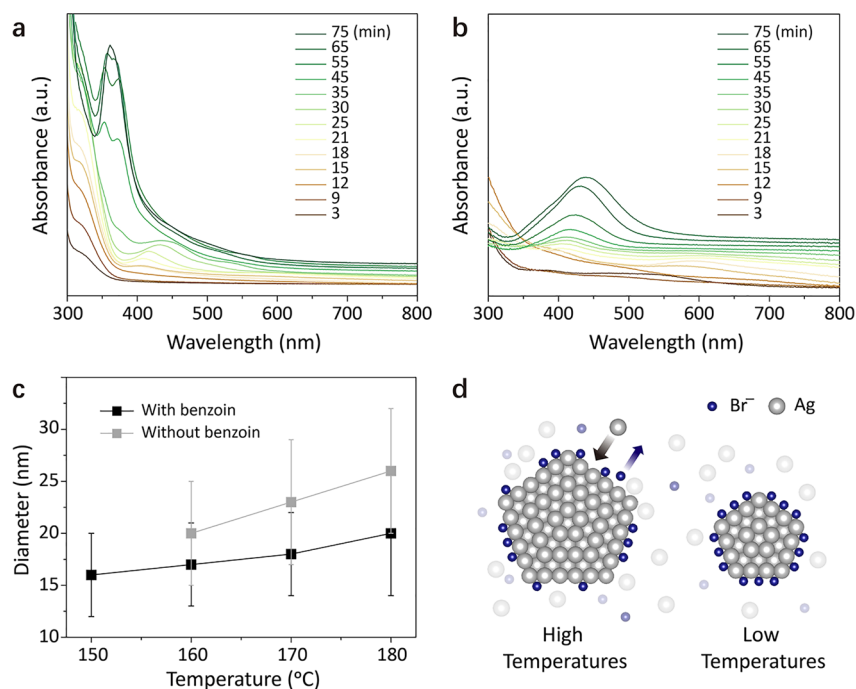 a
75 (min)
65
55
45
35
30
25
21
18
15
12
9
3
Absorbance (a.u.)
300 400 500 600 700 800
Wavelength (nm)
b
75 (min)
65
55
45
35
30
25
21
18
15
12
9
3
Absorbance (a.u.)
300 400 500 600 700 800
Wavelength (nm)
c
With benzoin
Without benzoin
30
25
20
15
10
Diameter (nm)
150 160 170 180
Temperature (°C)
d
Br⁻ Ag
High
Temperatures
Low
Temperatures